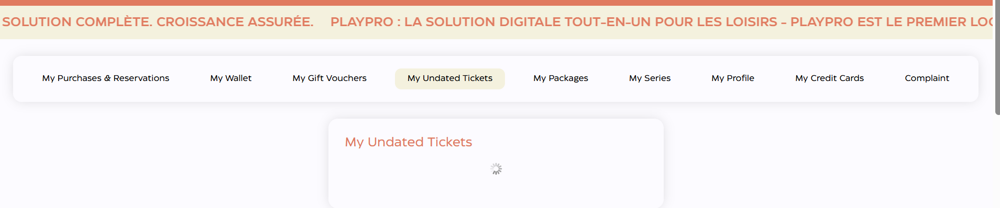 SOLUTION COMPLÈTE. CROISSANCE ASSURÉE. PLAYPRO : LA SOLUTION DIGITALE TOUT-EN-UN POUR LES LOISIRS - PLAYPRO EST LE PREMIER
My Purchases & Reservations My Wallet My Gift Vouchers My Undated Tickets My Packages My Series My Profile My Credit Cards Complaint
My Undated Tickets